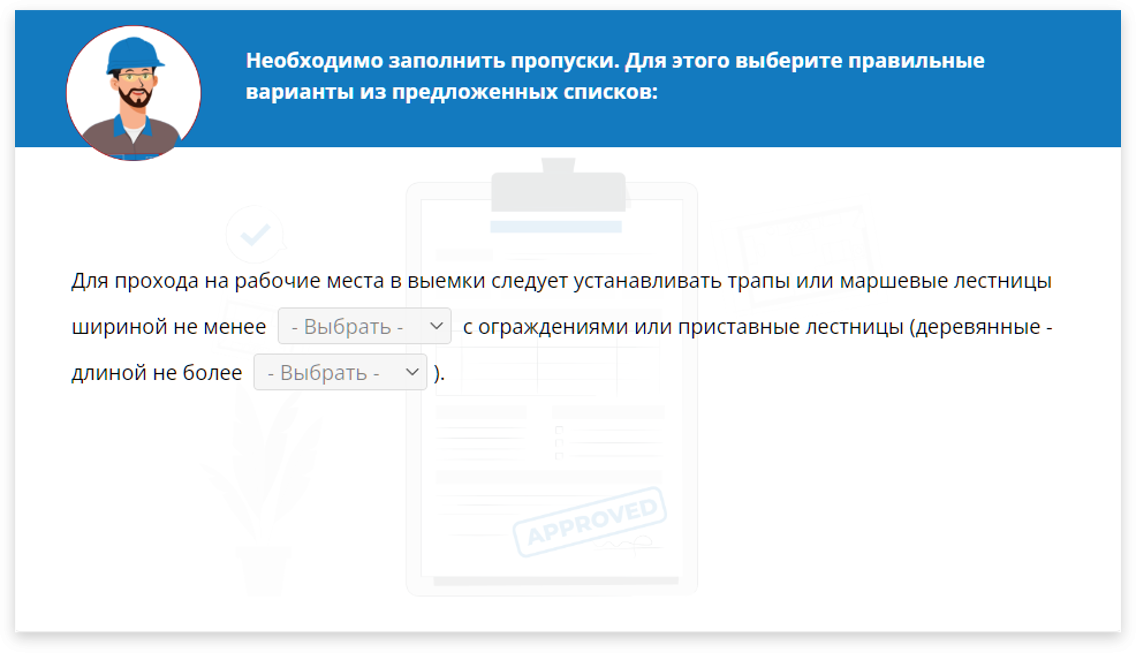 Необходимо заполнить пропуски. Для этого выберите правильные
варианты из предложенных списков:
Для прохода на рабочие места в выемки следует устанавливать трапы или маршевые лестницы
шириной не менее - Выбрать - с ограждениями или приставные лестницы (деревянные -
длиной не более - Выбрать - ).
APPROVED